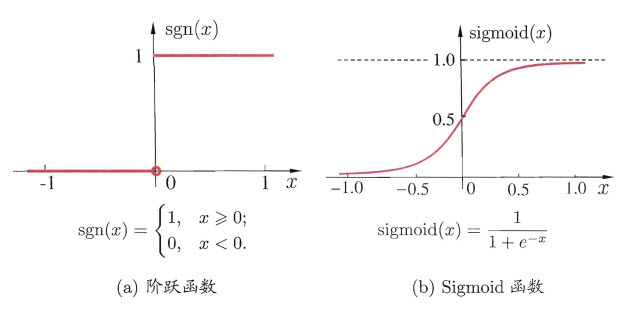 sgn(x)
1
-1 0 1 x
sgn(x) = { 1, x ⩾ 0;
0, x < 0.
(a) 阶跃函数
sigmoid(x)
1.0
0.5
-1.0 -0.5 0 0.5 1.0 x
sigmoid(x) = 1 / (1 + e^{-x})
(b) Sigmoid 函数